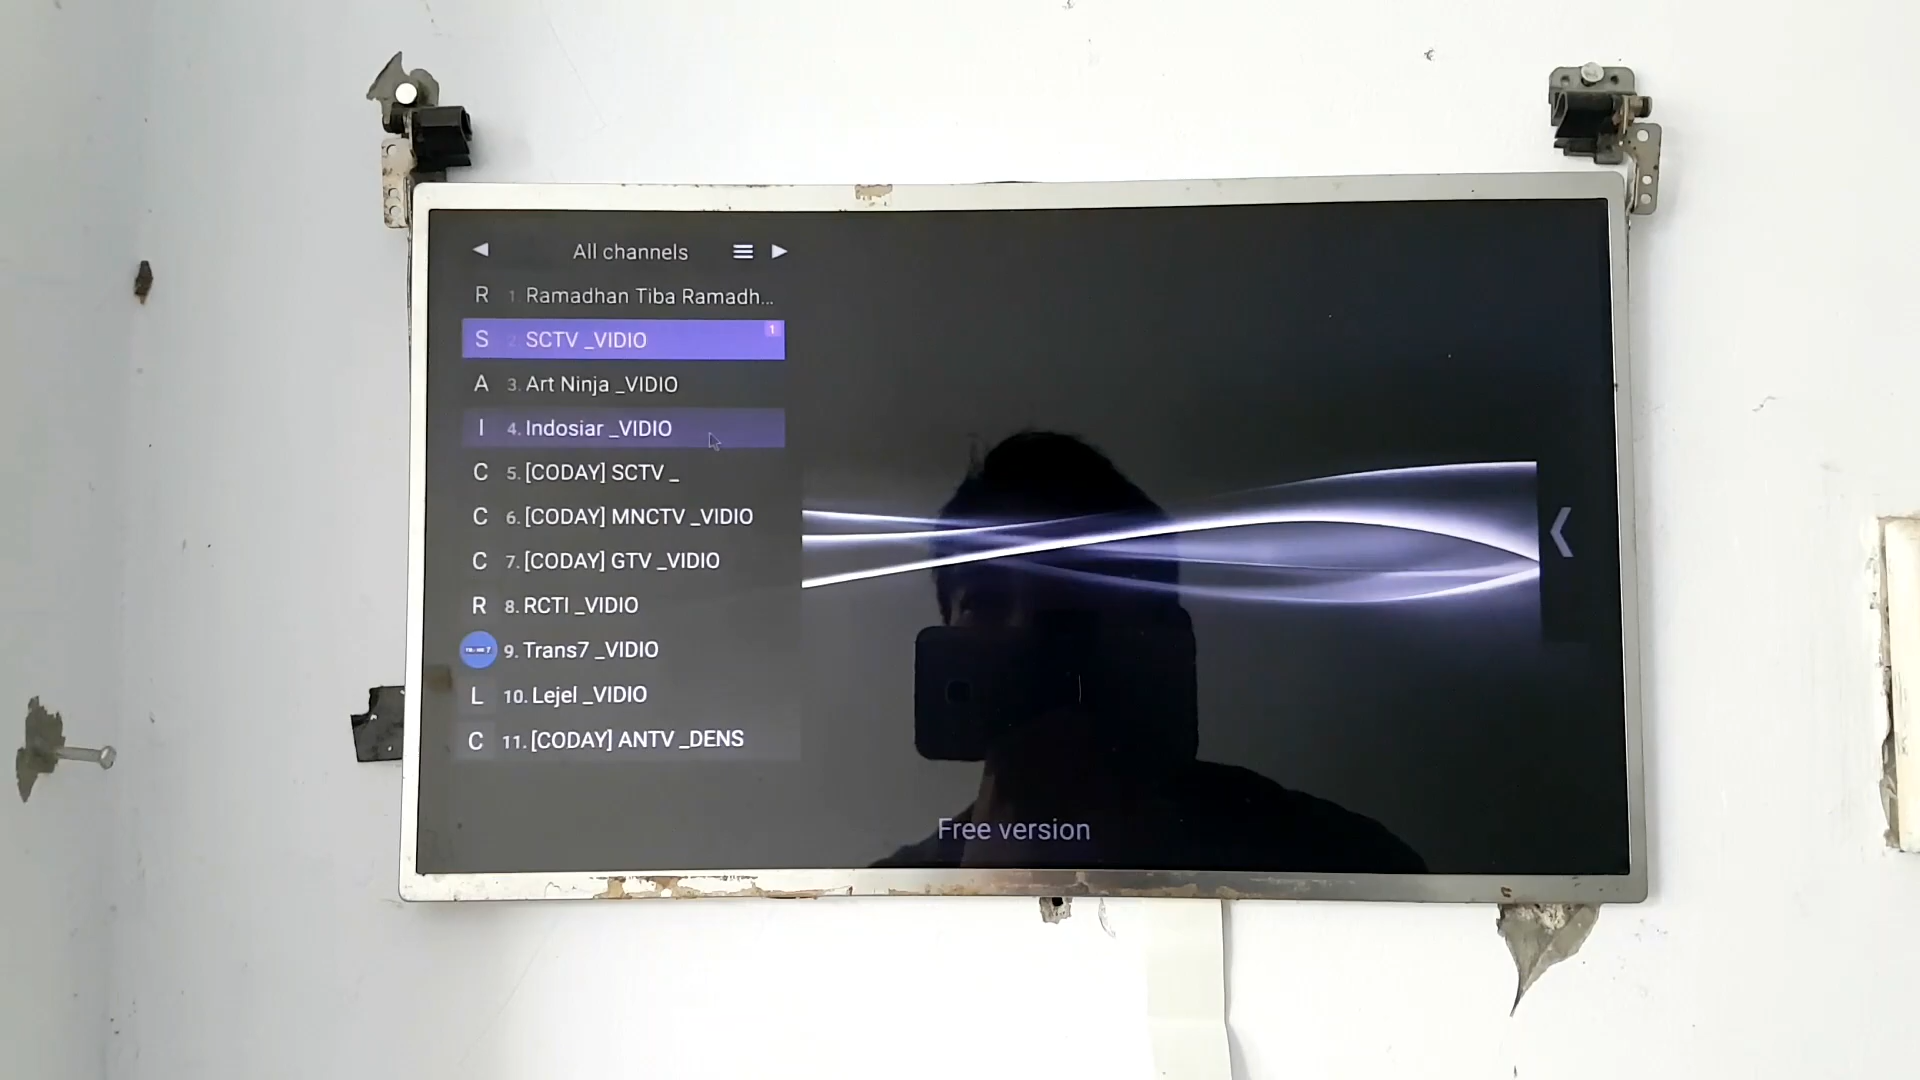 All channels
R 1 Ramadhan Tiba Ramadh...
S 2 SCTV _VIDIO 1
A 3. Art Ninja _VIDIO
I 4. Indosiar _VIDIO
C 5. [CODAY] SCTV _
C 6. [CODAY] MNCTV _VIDIO
C 7. [CODAY] GTV _VIDIO
R 8. RCTI _VIDIO
9. Trans7 _VIDIO
L 10. Lejel _VIDIO
C 11. [CODAY] ANTV _DENS
Free version